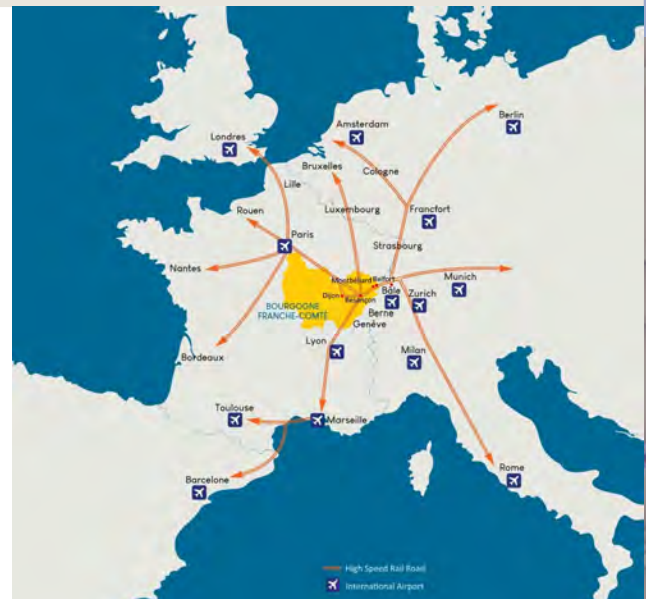 Berlin
Amsterdam
Londres
Bruxelles
Cologne
Lille
Luxembourg
Rouen
Francfort
Paris
Strasbourg
Nantes
Montbéliard
Belfort
Munich
Dijon
Besançon
Bâle
Zurich
BOURGOGNE
FRANCHE-COMTÉ
Berne
Genève
Lyon
Milan
Bordeaux
Toulouse
Marseille
Barcelone
Rome
High Speed Rail Road
International Airport